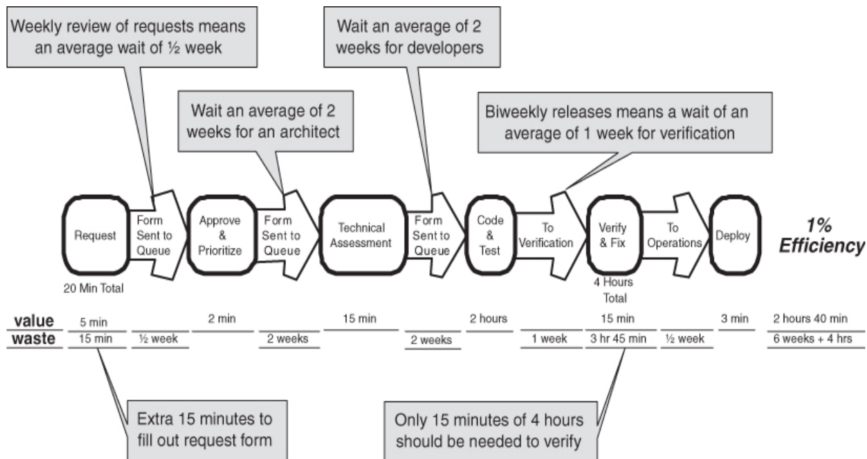 Weekly review of requests means
an average wait of ½ week
Wait an average of 2
weeks for developers
Wait an average of 2
weeks for an architect
Biweekly releases means a wait of an
average of 1 week for verification
Request
Form
Sent to
Queue
Approve
&
Prioritize
Form
Sent to
Queue
Technical
Assessment
Form
Sent to
Queue
Code
&
Test
To
Verification
Verify
& Fix
To
Operations
Deploy
1%
Efficiency
20 Min Total
4 Hours
Total
value 5 min 2 min 15 min 2 hours 15 min 3 min 2 hours 40 min
waste 15 min ½ week 2 weeks 2 weeks 1 week 3 hr 45 min ½ week 6 weeks + 4 hrs
Extra 15 minutes to
fill out request form
Only 15 minutes of 4 hours
should be needed to verify